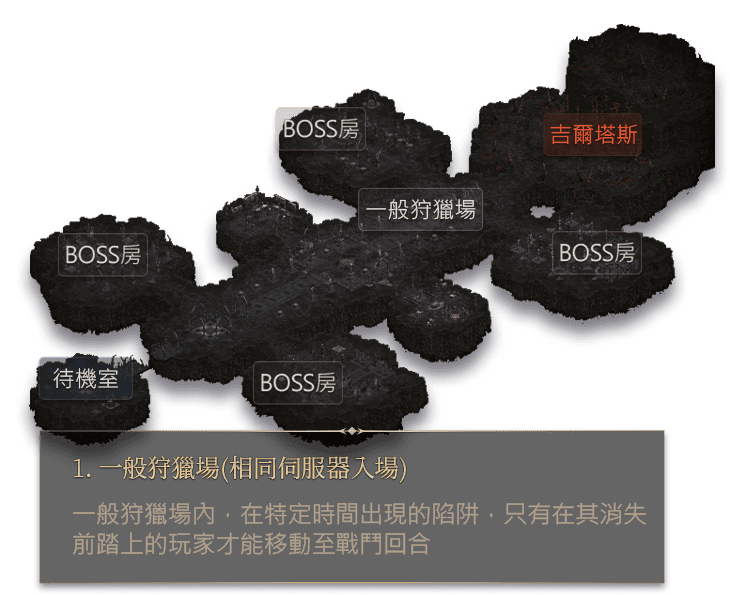 吉爾塔斯
BOSS房
一般狩獵場
BOSS房
BOSS房
待機室
BOSS房
1. 一般狩獵場(相同伺服器入場)
一般狩獵場內，在特定時間出現的陷阱，只有在其消失
前踏上的玩家才能移動至戰鬥回合